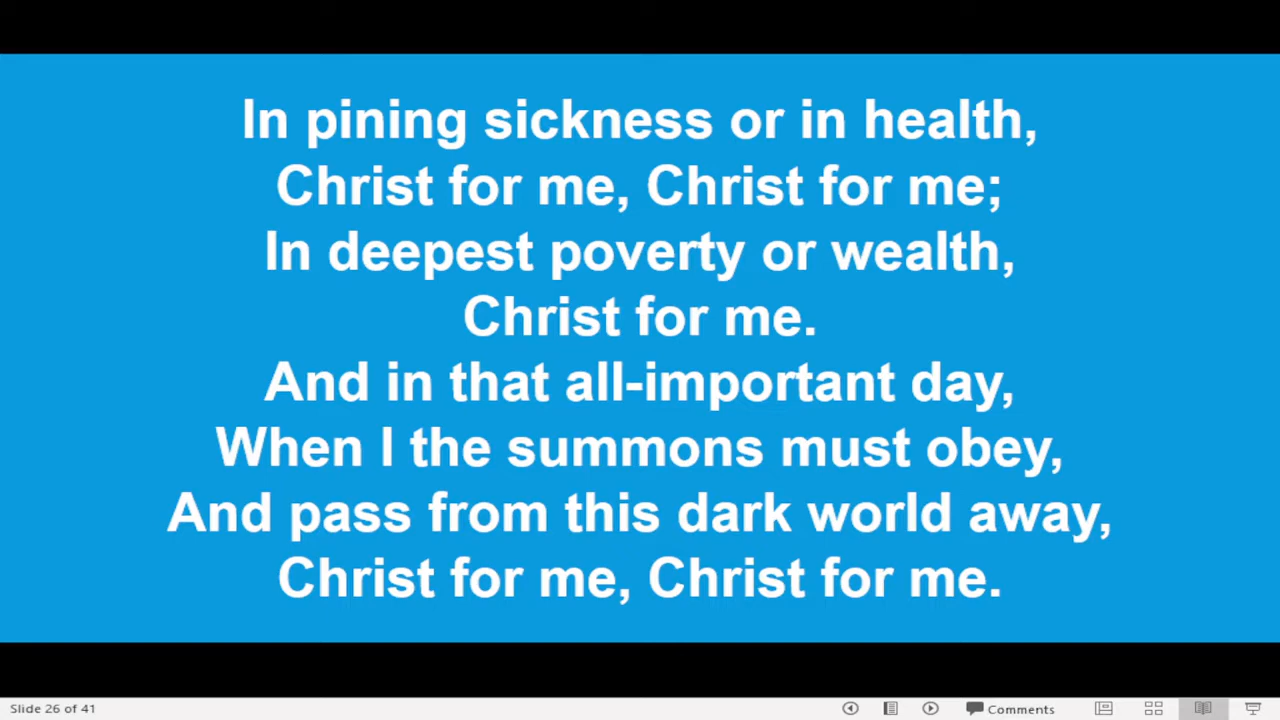 In pining sickness or in health,
Christ for me, Christ for me;
In deepest poverty or wealth,
Christ for me.
And in that all-important day,
When I the summons must obey,
And pass from this dark world away,
Christ for me, Christ for me.
Slide 26 of 41
Comments